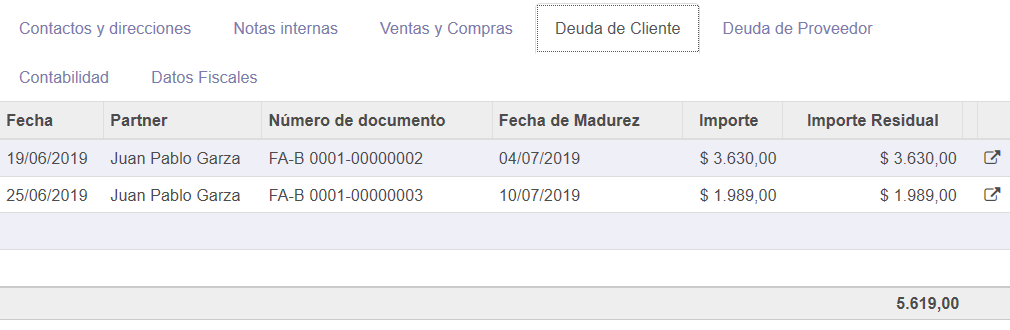 Contactos y direcciones Notas internas Ventas y Compras Deuda de Cliente Deuda de Proveedor
Contabilidad Datos Fiscales
Fecha Partner Número de documento Fecha de Madurez Importe Importe Residual
19/06/2019 Juan Pablo Garza FA-B 0001-00000002 04/07/2019 $ 3.630,00 $ 3.630,00
25/06/2019 Juan Pablo Garza FA-B 0001-00000003 10/07/2019 $ 1.989,00 $ 1.989,00
5.619,00